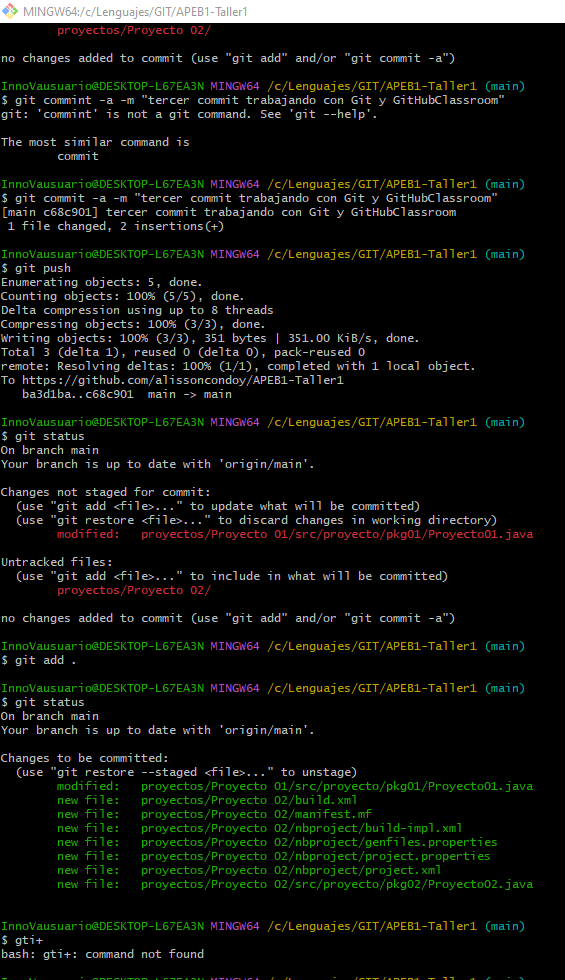 MINGW64:/c/Lenguajes/GIT/APEB1-Taller1
proyectos/Proyecto 02/
no changes added to commit (use "git add" and/or "git commit -a")
InnoVausuario@DESKTOP-L67EA3N MINGW64 /c/Lenguajes/GIT/APEB1-Taller1 (main)
$ git commint -a -m "tercer commit trabajando con Git y GitHubClassroom"
git: 'commint' is not a git command. See 'git --help'.
The most similar command is
commit
InnoVausuario@DESKTOP-L67EA3N MINGW64 /c/Lenguajes/GIT/APEB1-Taller1 (main)
$ git commit -a -m "tercer commit trabajando con Git y GitHubClassroom"
[main c68c901] tercer commit trabajando con Git y GitHubClassroom
1 file changed, 2 insertions(+)
InnoVausuario@DESKTOP-L67EA3N MINGW64 /c/Lenguajes/GIT/APEB1-Taller1 (main)
$ git push
Enumerating objects: 5, done.
Counting objects: 100% (5/5), done.
Delta compression using up to 8 threads
Compressing objects: 100% (3/3), done.
Writing objects: 100% (3/3), 351 bytes | 351.00 KiB/s, done.
Total 3 (delta 1), reused 0 (delta 0), pack-reused 0
remote: Resolving deltas: 100% (1/1), completed with 1 local object.
To https://github.com/alissoncondoy/APEB1-Taller1
ba3d1ba..c68c901  main -> main
InnoVausuario@DESKTOP-L67EA3N MINGW64 /c/Lenguajes/GIT/APEB1-Taller1 (main)
$ git status
On branch main
Your branch is up to date with 'origin/main'.
Changes not staged for commit:
(use "git add <file>..." to update what will be committed)
(use "git restore <file>..." to discard changes in working directory)
modified:   proyectos/Proyecto 01/src/proyecto/pkg01/Proyecto01.java
Untracked files:
(use "git add <file>..." to include in what will be committed)
proyectos/Proyecto 02/
no changes added to commit (use "git add" and/or "git commit -a")
InnoVausuario@DESKTOP-L67EA3N MINGW64 /c/Lenguajes/GIT/APEB1-Taller1 (main)
$ git add .
InnoVausuario@DESKTOP-L67EA3N MINGW64 /c/Lenguajes/GIT/APEB1-Taller1 (main)
$ git status
On branch main
Your branch is up to date with 'origin/main'.
Changes to be committed:
(use "git restore --staged <file>..." to unstage)
modified:   proyectos/Proyecto 01/src/proyecto/pkg01/Proyecto01.java
new file:   proyectos/Proyecto 02/build.xml
new file:   proyectos/Proyecto 02/manifest.mf
new file:   proyectos/Proyecto 02/nbproject/build-impl.xml
new file:   proyectos/Proyecto 02/nbproject/genfiles.properties
new file:   proyectos/Proyecto 02/nbproject/project.properties
new file:   proyectos/Proyecto 02/nbproject/project.xml
new file:   proyectos/Proyecto 02/src/proyecto/pkg02/Proyecto02.java
InnoVausuario@DESKTOP-L67EA3N MINGW64 /c/Lenguajes/GIT/APEB1-Taller1 (main)
$ gti+
bash: gti+: command not found